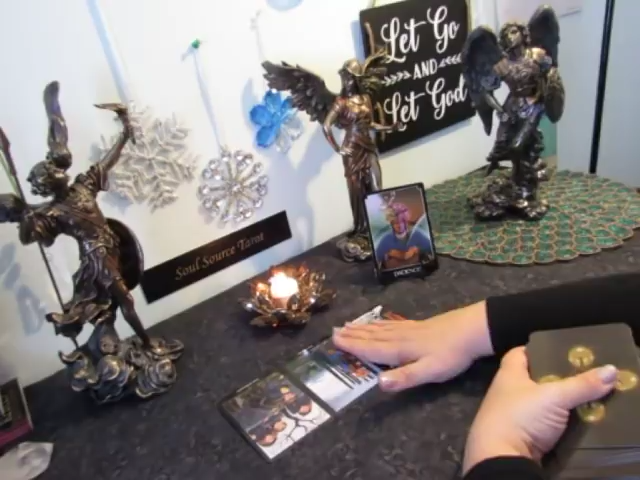 Let Go
AND
Let God
Soul Source Tarot
PATIENCE